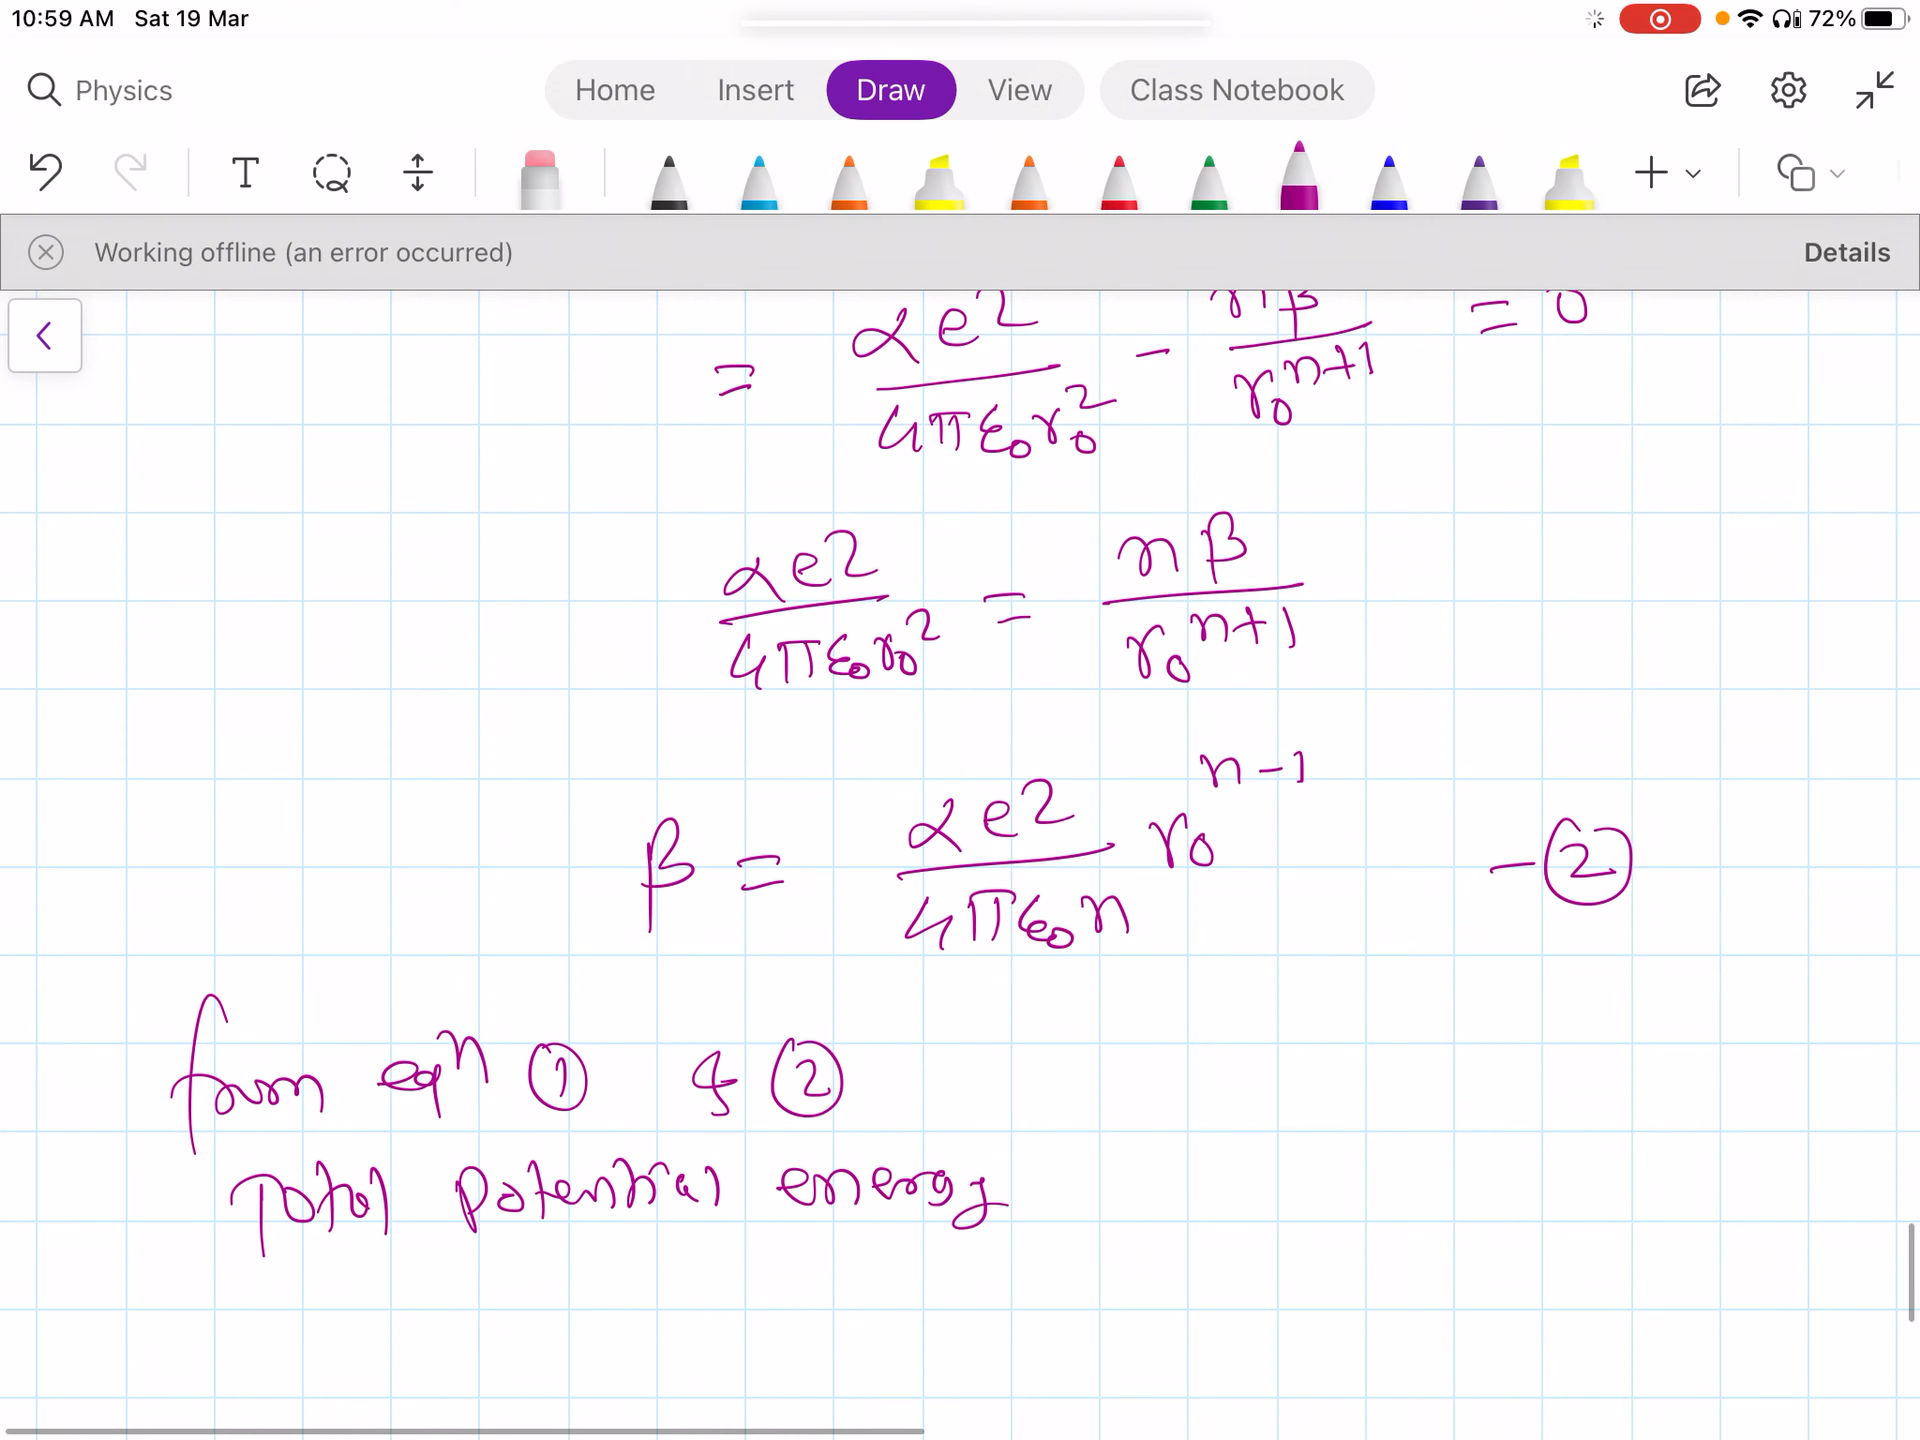 10:59 AM Sat 19 Mar 72%
Physics Home Insert Draw View Class Notebook
T
Working offline (an error occurred) Details
= αe2 / 4πε₀r₀² - nβ / r₀ⁿ⁺¹ = 0
αe2 / 4πε₀r₀² = nβ / r₀ⁿ⁺¹
β = αe2 / 4πε₀n r₀ⁿ⁻¹ - ②
from eqⁿ ① & ②
Total potential energy